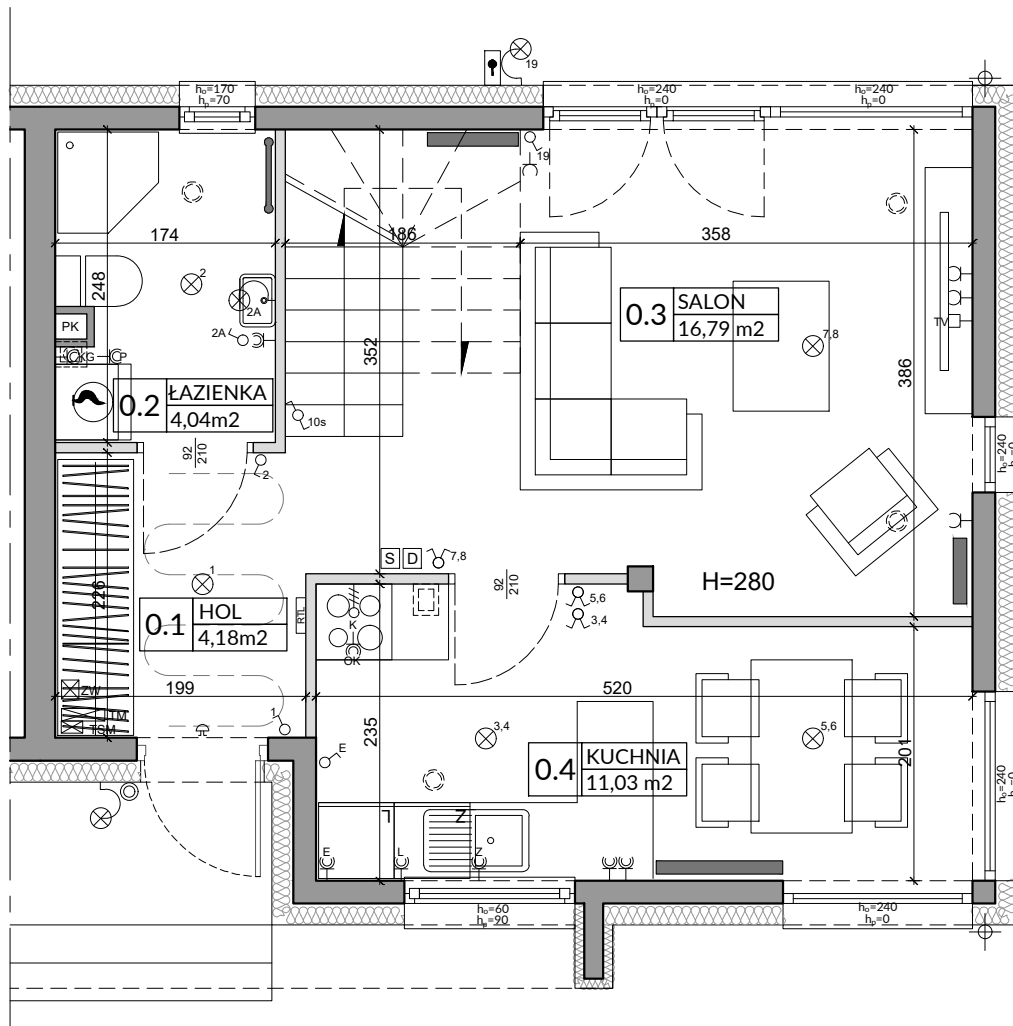 19
hₒ=170
hₚ=70
hₒ=240
hₚ=0
hₒ=240
hₚ=0
19
174
186
358
248
2
2A
2A
PK
P
352
0.3
SALON
16,79 m2
7,8
TV
386
0.2
ŁAZIENKA
4,04m2
10s
92
210
2
hₒ=240
S
D
7,8
92
210
H=280
1
226
0.1
HOL
4,18m2
RTL
K
OK
5,6
3,4
ZW
TM
TSM
199
520
1
E
235
3,4
0.4
KUCHNIA
11,03 m2
5,6
201
hₒ=240
L
Z
E
L
Z
hₒ=60
hₚ=90
hₒ=240
hₚ=0